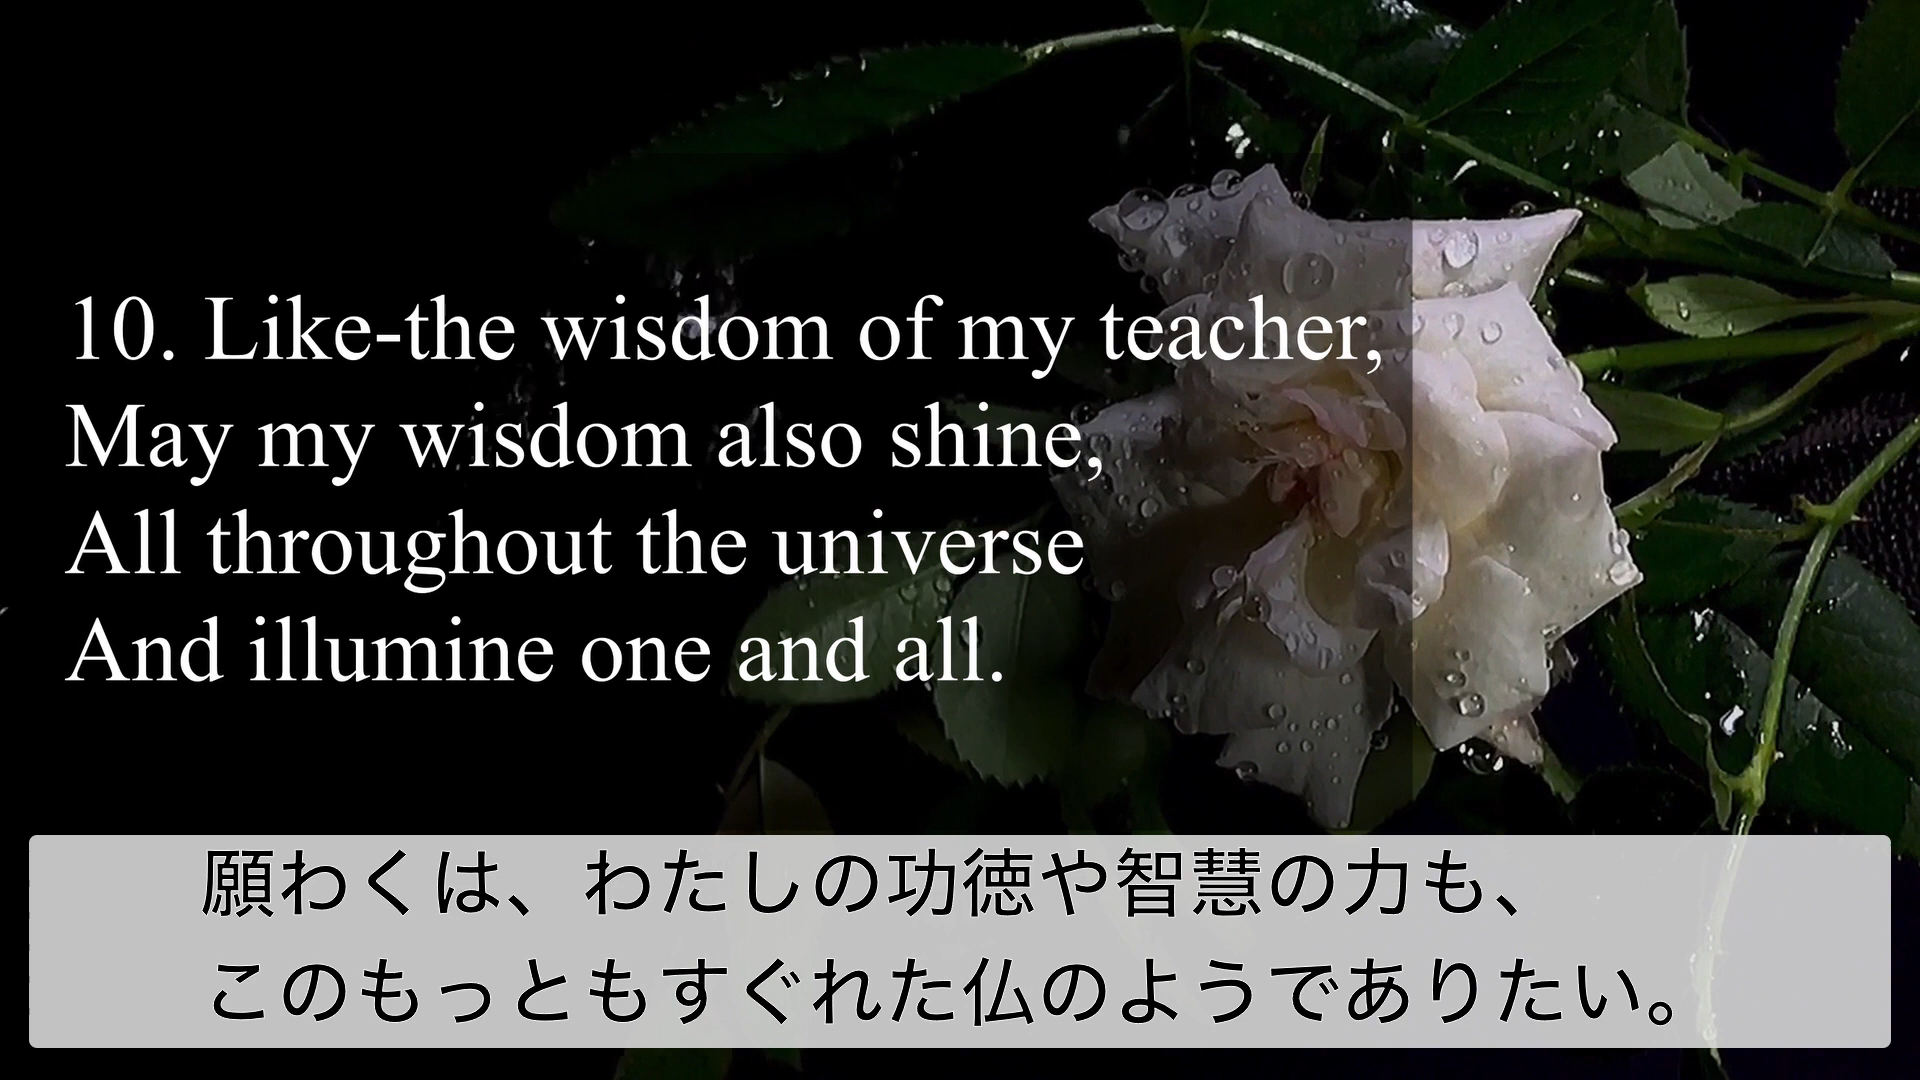 10. Like-the wisdom of my teacher,
May my wisdom also shine,
All throughout the universe
And illumine one and all.
願わくは、わたしの功徳や智慧の力も、
このもっともすぐれた仏のようでありたい。